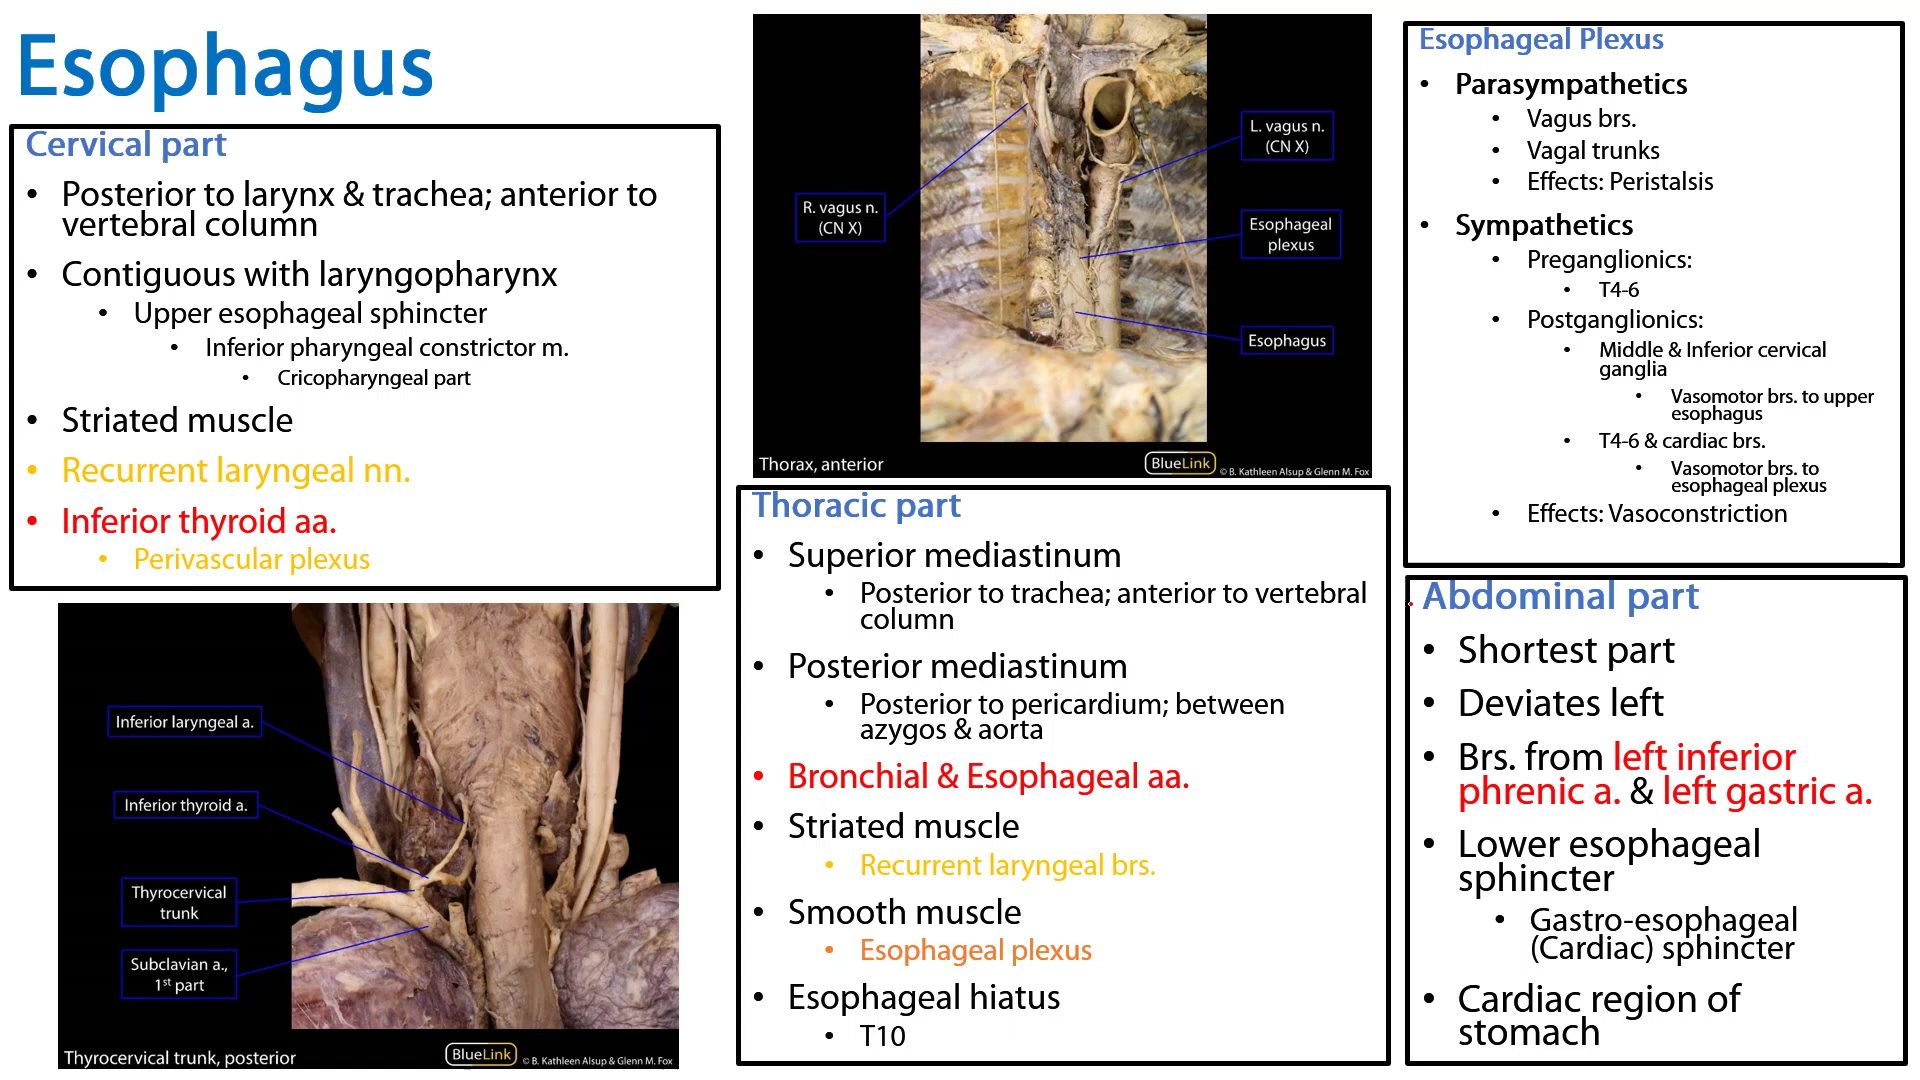 Esophagus
Cervical part
• Posterior to larynx & trachea; anterior to
vertebral column
• Contiguous with laryngopharynx
• Upper esophageal sphincter
• Inferior pharyngeal constrictor m.
• Cricopharyngeal part
• Striated muscle
• Recurrent laryngeal nn.
• Inferior thyroid aa.
• Perivascular plexus
Inferior laryngeal a.
Inferior thyroid a.
Thyrocervical
trunk
Subclavian a.,
1st part
Thyrocervical trunk, posterior
BlueLink
© B. Kathleen Alsup & Glenn M. Fox
R. vagus n.
(CN X)
L. vagus n.
(CN X)
Esophageal
plexus
Esophagus
Thorax, anterior
BlueLink
© B. Kathleen Alsup & Glenn M. Fox
Thoracic part
• Superior mediastinum
• Posterior to trachea; anterior to vertebral
column
• Posterior mediastinum
• Posterior to pericardium; between
azygos & aorta
• Bronchial & Esophageal aa.
• Striated muscle
• Recurrent laryngeal brs.
• Smooth muscle
• Esophageal plexus
• Esophageal hiatus
• T10
Esophageal Plexus
• Parasympathetics
• Vagus brs.
• Vagal trunks
• Effects: Peristalsis
• Sympathetics
• Preganglionics:
• T4-6
• Postganglionics:
• Middle & Inferior cervical
ganglia
• Vasomotor brs. to upper
esophagus
• T4-6 & cardiac brs.
• Vasomotor brs. to
esophageal plexus
• Effects: Vasoconstriction
Abdominal part
• Shortest part
• Deviates left
• Brs. from left inferior
phrenic a. & left gastric a.
• Lower esophageal
sphincter
• Gastro-esophageal
(Cardiac) sphincter
• Cardiac region of
stomach